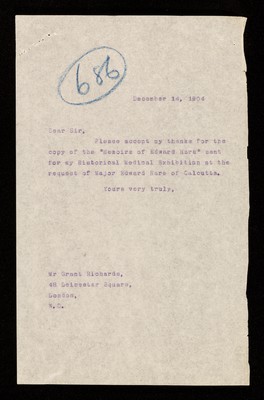 686
December 14, 1904
Dear Sir,
Please accept my thanks for the
copy of the "Memoirs of Edward Hare" sent
for my Historical Medical Exhibition at the
request of Major Edward Hare of Calcutta.
Yours very truly,
Mr Grant Richards,
48 Leicester Square,
London,
W.C.